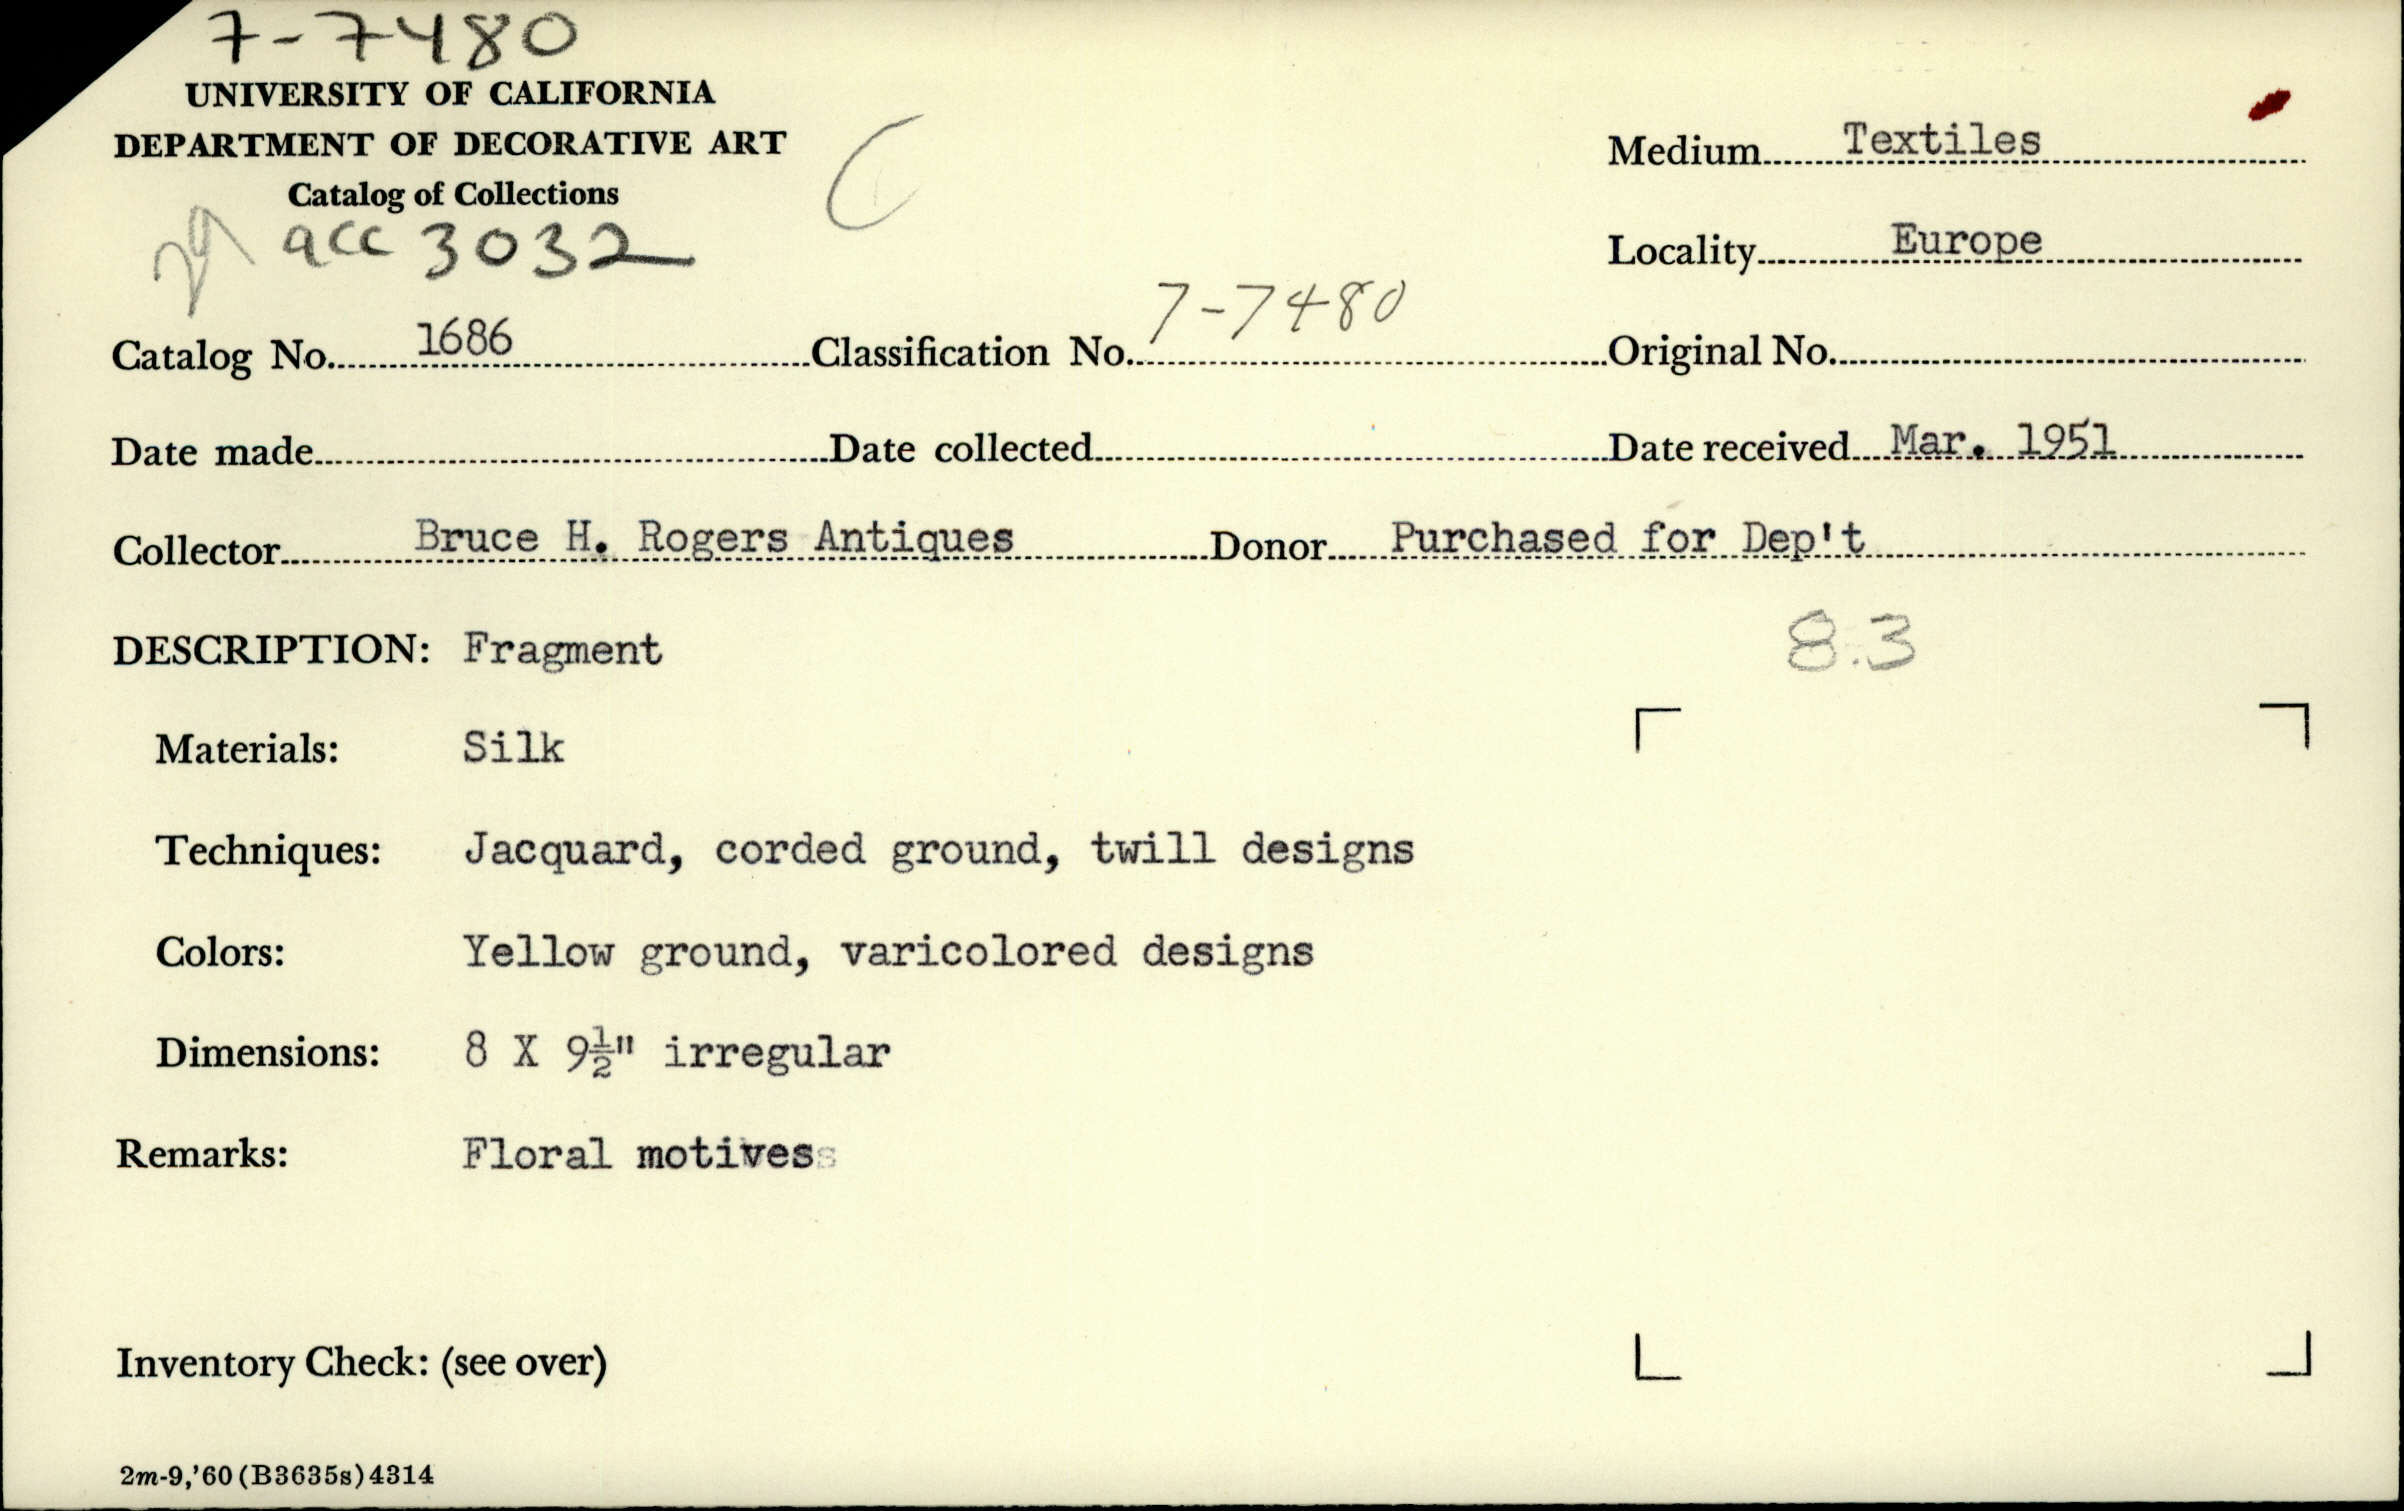 7-7480
UNIVERSITY OF CALIFORNIA
DEPARTMENT OF DECORATIVE ART
Catalog of Collections
acc 3032
C
Medium Textiles
Locality Europe
Catalog No. 1686 Classification No. 7-7480 Original No.
Date made Date collected Date received Mar. 1951
Collector Bruce H. Rogers Antiques Donor Purchased for Dep't
8.3
DESCRIPTION: Fragment
Materials: Silk
Techniques: Jacquard, corded ground, twill designs
Colors: Yellow ground, varicolored designs
Dimensions: 8 X 9½" irregular
Remarks: Floral motives
Inventory Check: (see over)
2m-9,'60(B3635s)4314